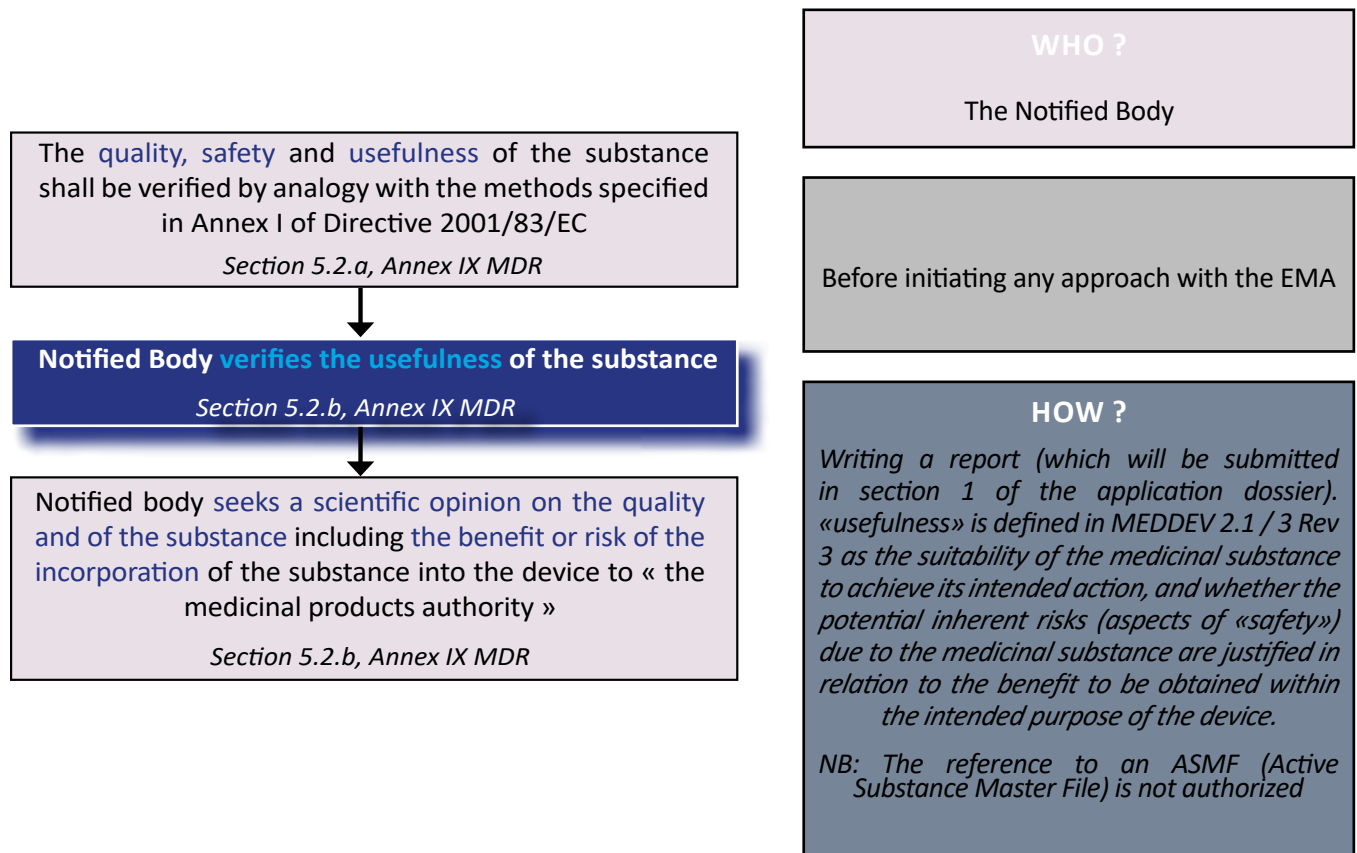 The quality, safety and usefulness of the substance
shall be verified by analogy with the methods specified
in Annex I of Directive 2001/83/EC
Section 5.2.a, Annex IX MDR
Notified Body verifies the usefulness of the substance
Section 5.2.b, Annex IX MDR
Notified body seeks a scientific opinion on the quality
and of the substance including the benefit or risk of the
incorporation of the substance into the device to « the
medicinal products authority »
Section 5.2.b, Annex IX MDR
WHO ?
The Notified Body
Before initiating any approach with the EMA
HOW ?
Writing a report (which will be submitted
in section 1 of the application dossier).
«usefulness» is defined in MEDDEV 2.1 / 3 Rev
3 as the suitability of the medicinal substance
to achieve its intended action, and whether the
potential inherent risks (aspects of «safety»)
due to the medicinal substance are justified in
relation to the benefit to be obtained within
the intended purpose of the device.
NB: The reference to an ASMF (Active
Substance Master File) is not authorized